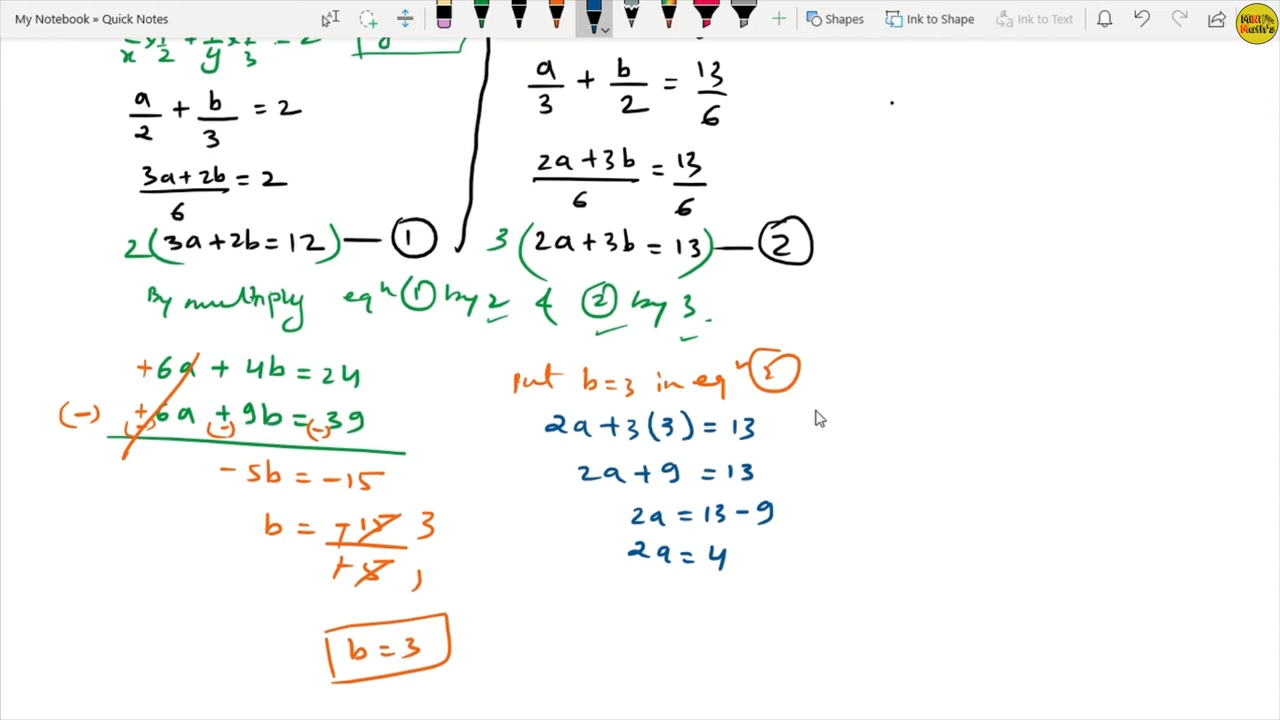 My Notebook » Quick Notes
Shapes
Ink to Shape
Ink to Text
MINE Math's
a/2 + b/3 = 2
(3a+2b)/6 = 2
2(3a+2b=12) — ①
a/3 + b/2 = 13/6
(2a+3b)/6 = 13/6
3(2a+3b=13) — ②
By multiply eqⁿ ① by 2 & ② by 3.
+6a + 4b = 24
(-) +6a + 9b = 39
(-) (-) (-)
-5b = -15
b = +15/+5 3
1
b = 3
put b=3 in eqⁿ ②
2a+3(3) = 13
2a+9 = 13
2a = 13-9
2a = 4